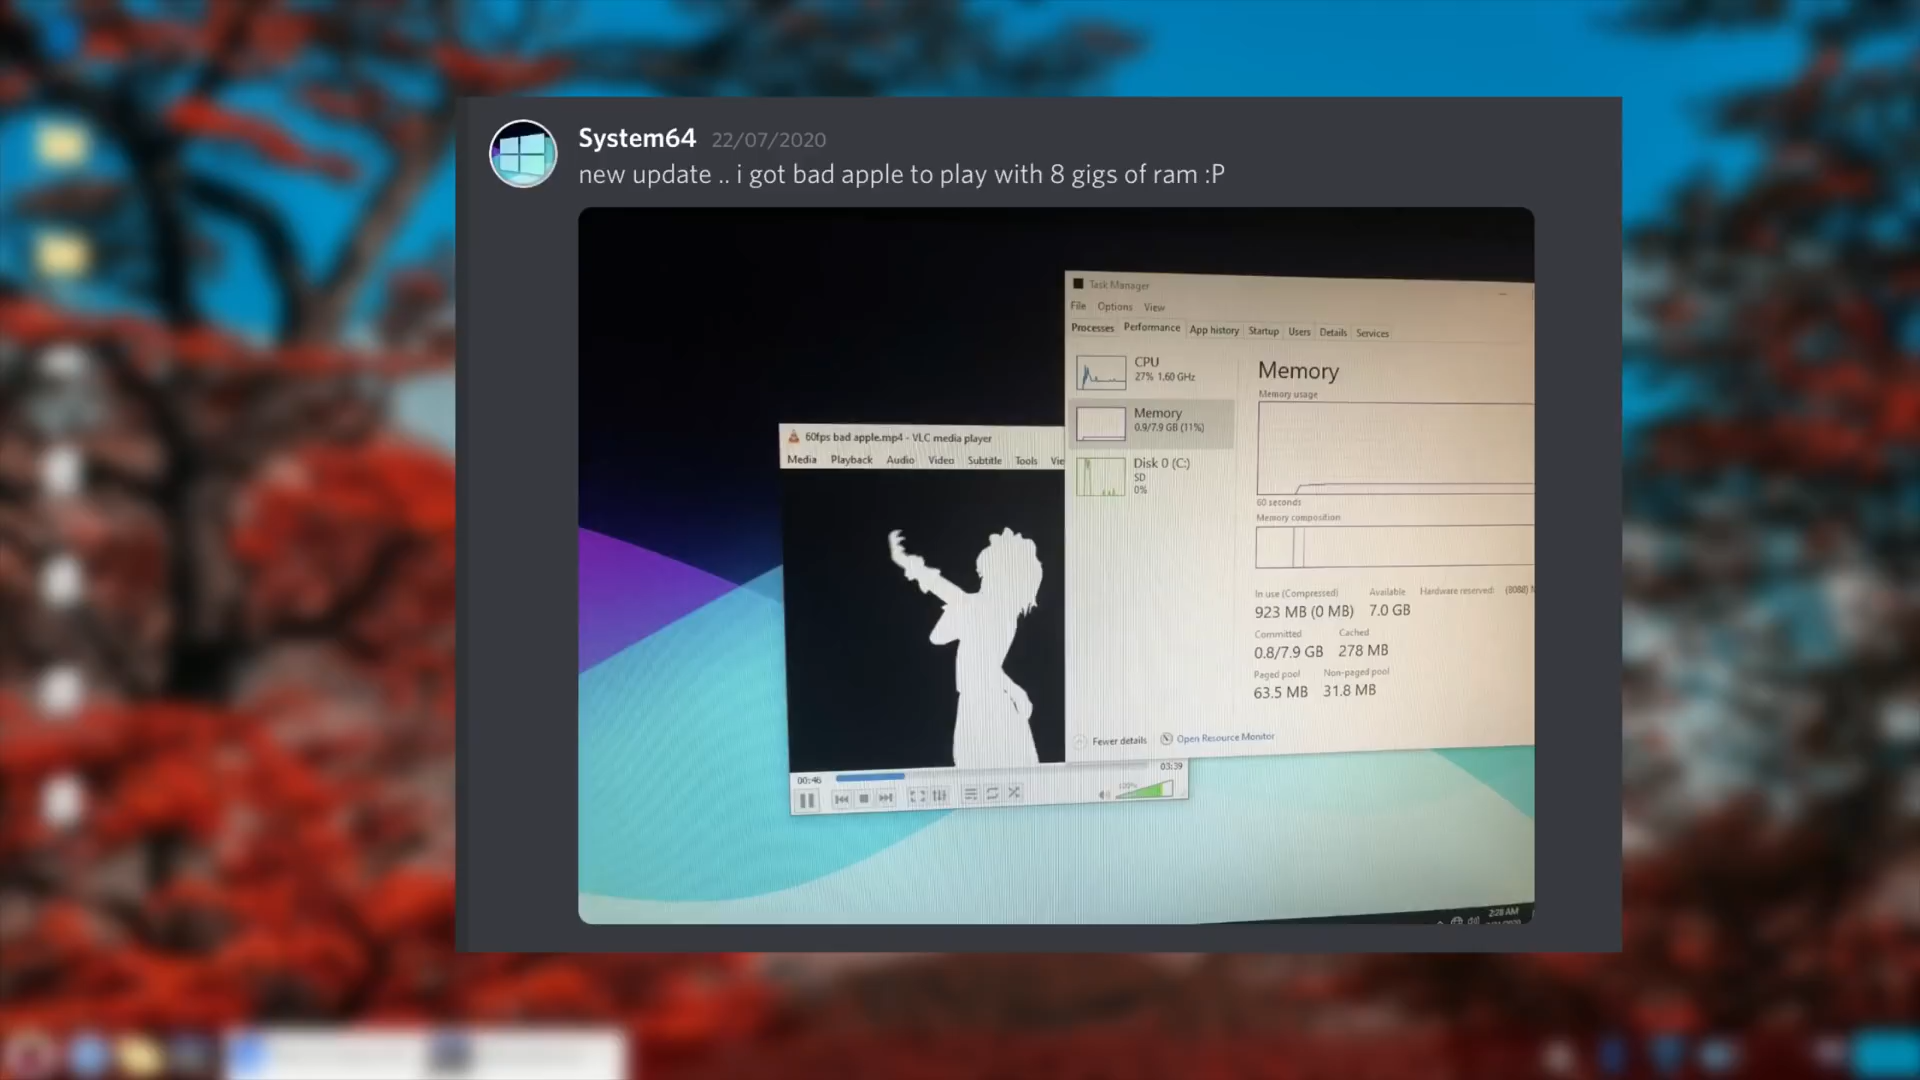 System64 22/07/2020
new update .. i got bad apple to play with 8 gigs of ram :P
Task Manager
File Options View
Processes Performance App history Startup Users Details Services
CPU
27% 1.60 GHz
Memory
0.9/7.9 GB (11%)
Disk 0 (C:)
SD
0%
Memory
Memory usage
60 seconds
Memory composition
In use (Compressed) Available Hardware reserved:
923 MB (0 MB) 7.0 GB
Committed Cached
0.8/7.9 GB 278 MB
Paged pool Non-paged pool
63.5 MB 31.8 MB
Fewer details Open Resource Monitor
60fps bad apple.mp4 - VLC media player
Media Playback Audio Video Subtitle Tools Vie
00:46 03:39
100%
2:28 AM